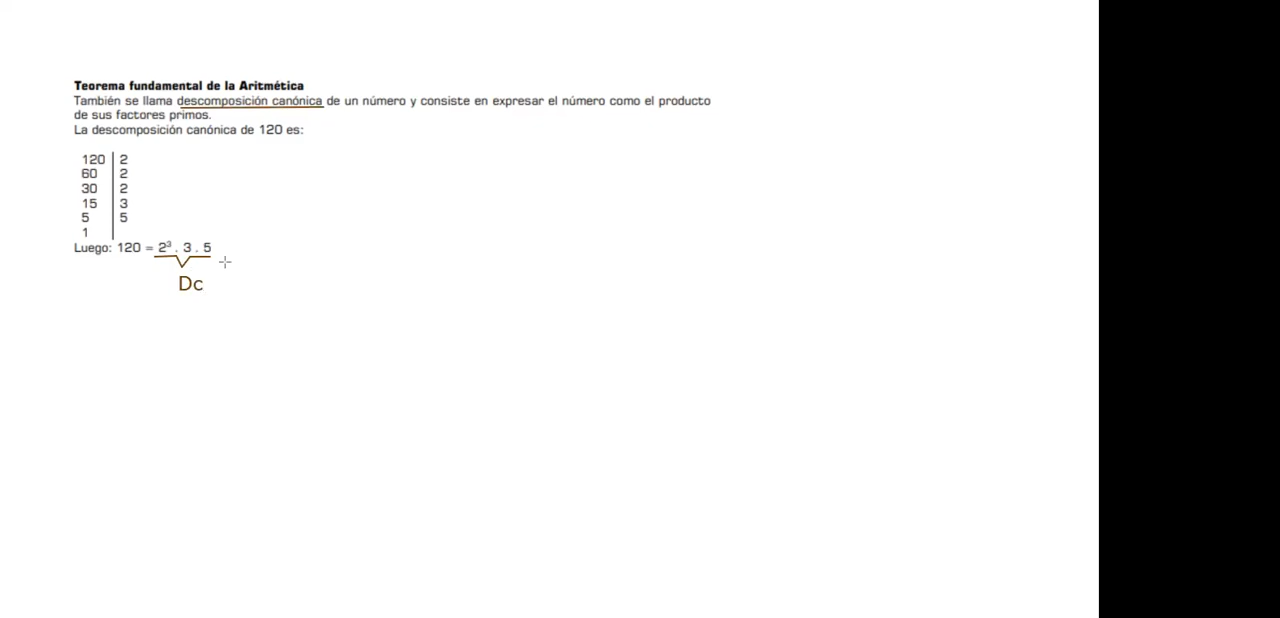 Teorema fundamental de la Aritmética
También se llama descomposición canónica de un número y consiste en expresar el número como el producto
de sus factores primos.
La descomposición canónica de 120 es:
120 | 2
60 | 2
30 | 2
15 | 3
5 | 5
1 |
Luego: 120 = 2³ . 3 . 5
Dc